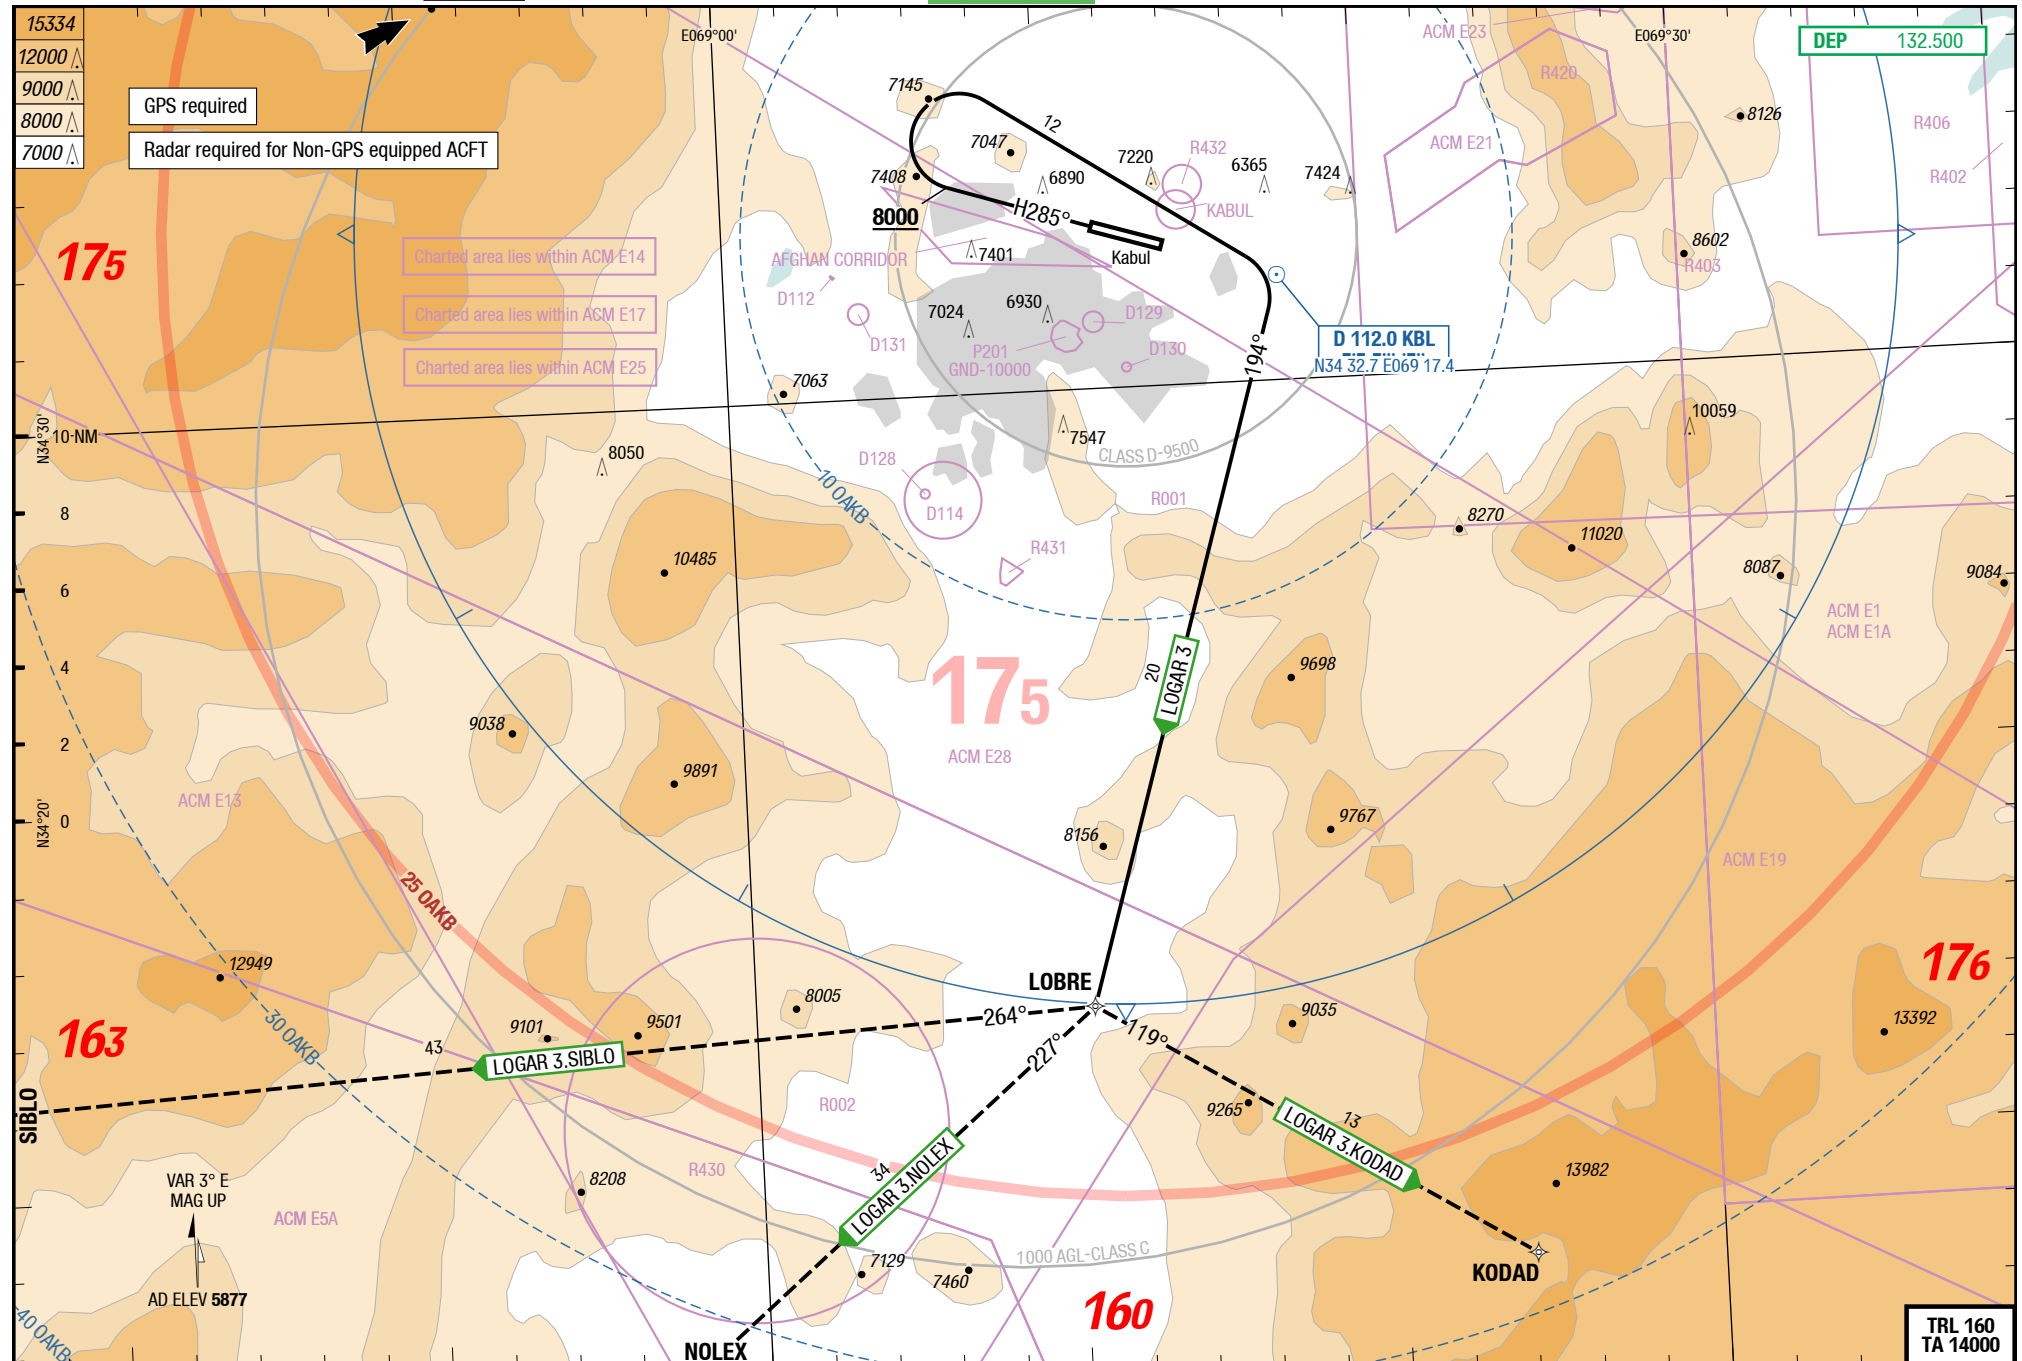 15334
12000
9000
8000
7000
GPS required
Radar required for Non-GPS equipped ACFT
E069°00'
E069°30'
DEP 132.500
ACM E23
R420
ACM E21
8126
R406
R402
8602
R403
7145
12
7047
7408
6890
7220
R432
6365
7424
KABUL
8000
H285°
Kabul
7401
AFGHAN CORRIDOR
D112
D131
7024
6930
D129
P201
GND-10000
D130
194°
D 112.0 KBL
N34 32.7 E069 17.4
175
Charted area lies within ACM E14
Charted area lies within ACM E17
Charted area lies within ACM E25
7063
N34°30'
10-NM
8050
7547
CLASS D-9500
10059
D128
D114
10 OAKB
R001
8
8270
11020
10485
R431
8087
9084
6
ACM E1
ACM E1A
4
20
LOGAR 3
9698
175
9038
2
9891
ACM E28
ACM E13
N34°20'
0
8156
9767
ACM E19
25 OAKB
12949
LOBRE
176
8005
9035
13392
30 OAKB
163
9101
9501
264°
119°
227°
43
LOGAR 3.SIBLO
SIBLO
R002
9265
LOGAR 3.KODAD
13
34
LOGAR 3.NOLEX
R430
8208
13982
VAR 3° E
MAG UP
ACM E5A
1000 AGL-CLASS C
7129
7460
KODAD
AD ELEV 5877
160
40 OAKB
NOLEX
TRL 160
TA 14000